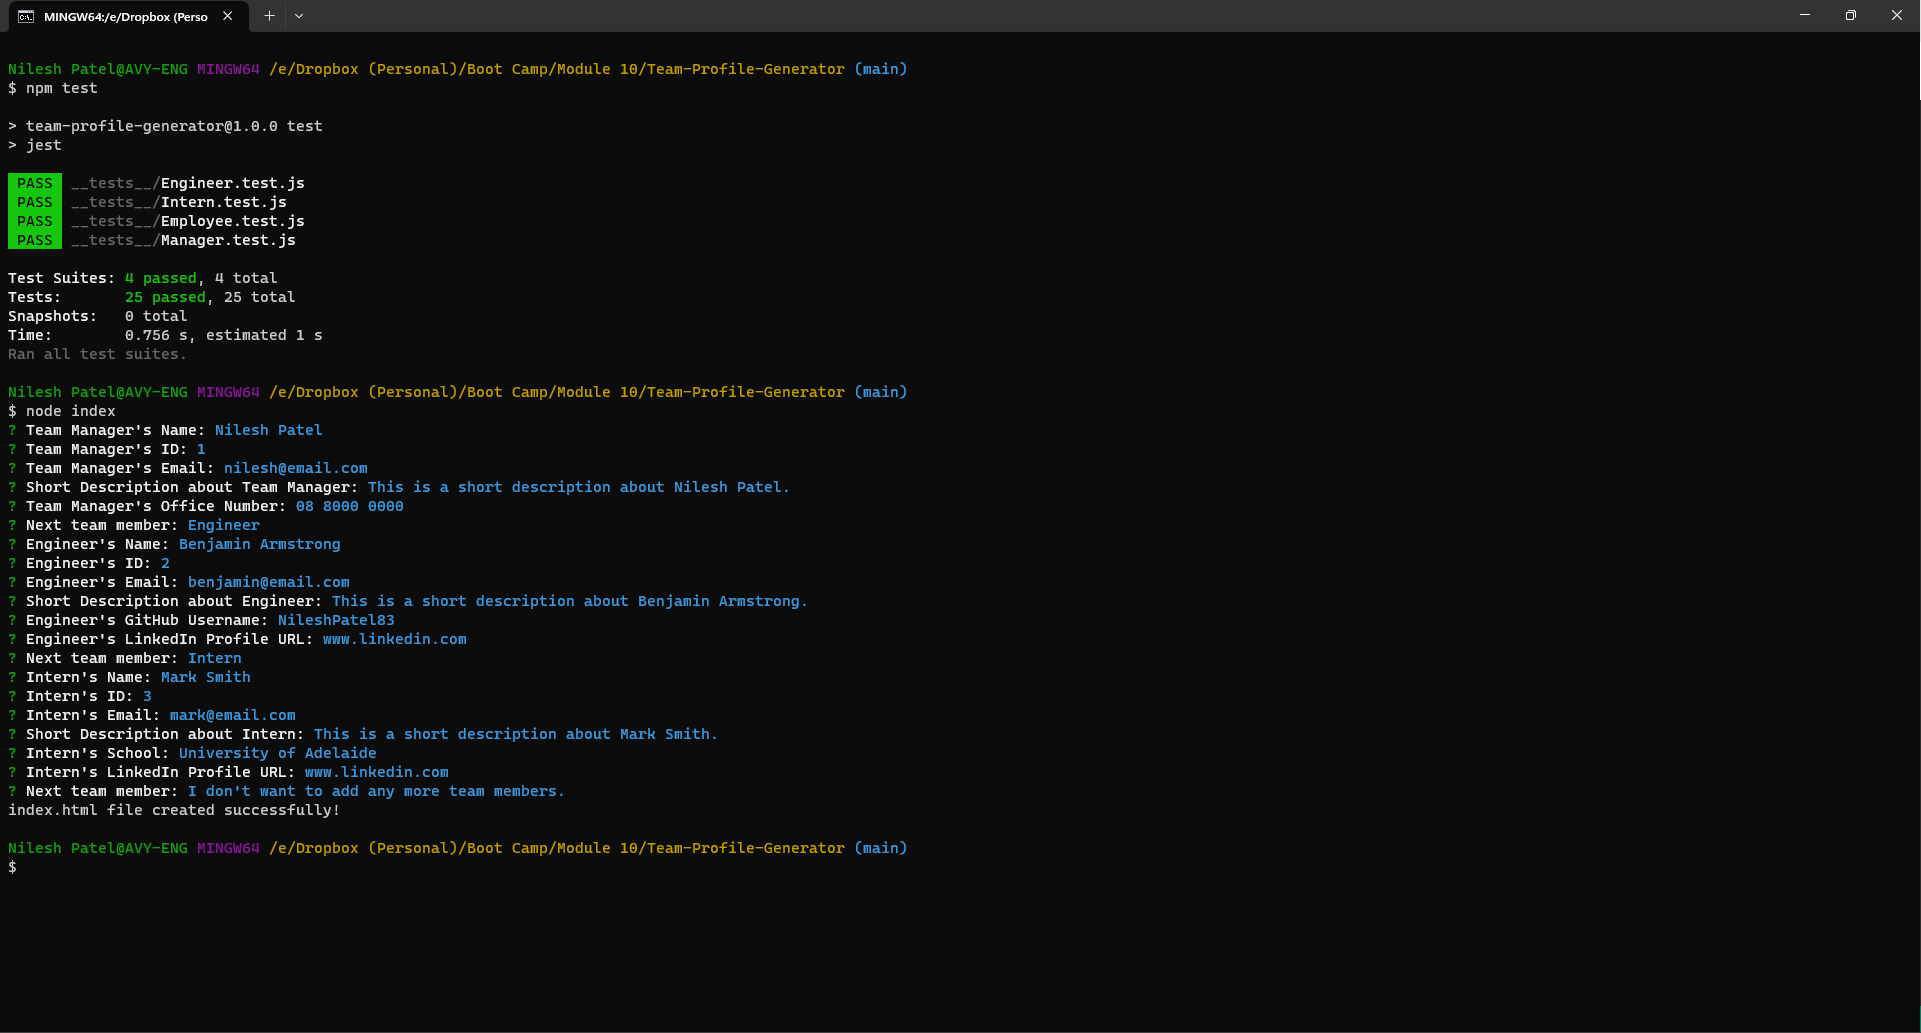 MINGW64:/e/Dropbox (Perso
Nilesh Patel@AVY-ENG MINGW64 /e/Dropbox (Personal)/Boot Camp/Module 10/Team-Profile-Generator (main)
$ npm test
> team-profile-generator@1.0.0 test
> jest
PASS __tests__/Engineer.test.js
PASS __tests__/Intern.test.js
PASS __tests__/Employee.test.js
PASS __tests__/Manager.test.js
Test Suites: 4 passed, 4 total
Tests: 25 passed, 25 total
Snapshots: 0 total
Time: 0.756 s, estimated 1 s
Ran all test suites.
Nilesh Patel@AVY-ENG MINGW64 /e/Dropbox (Personal)/Boot Camp/Module 10/Team-Profile-Generator (main)
$ node index
? Team Manager's Name: Nilesh Patel
? Team Manager's ID: 1
? Team Manager's Email: nilesh@email.com
? Short Description about Team Manager: This is a short description about Nilesh Patel.
? Team Manager's Office Number: 08 8000 0000
? Next team member: Engineer
? Engineer's Name: Benjamin Armstrong
? Engineer's ID: 2
? Engineer's Email: benjamin@email.com
? Short Description about Engineer: This is a short description about Benjamin Armstrong.
? Engineer's GitHub Username: NileshPatel83
? Engineer's LinkedIn Profile URL: www.linkedin.com
? Next team member: Intern
? Intern's Name: Mark Smith
? Intern's ID: 3
? Intern's Email: mark@email.com
? Short Description about Intern: This is a short description about Mark Smith.
? Intern's School: University of Adelaide
? Intern's LinkedIn Profile URL: www.linkedin.com
? Next team member: I don't want to add any more team members.
index.html file created successfully!
Nilesh Patel@AVY-ENG MINGW64 /e/Dropbox (Personal)/Boot Camp/Module 10/Team-Profile-Generator (main)
$